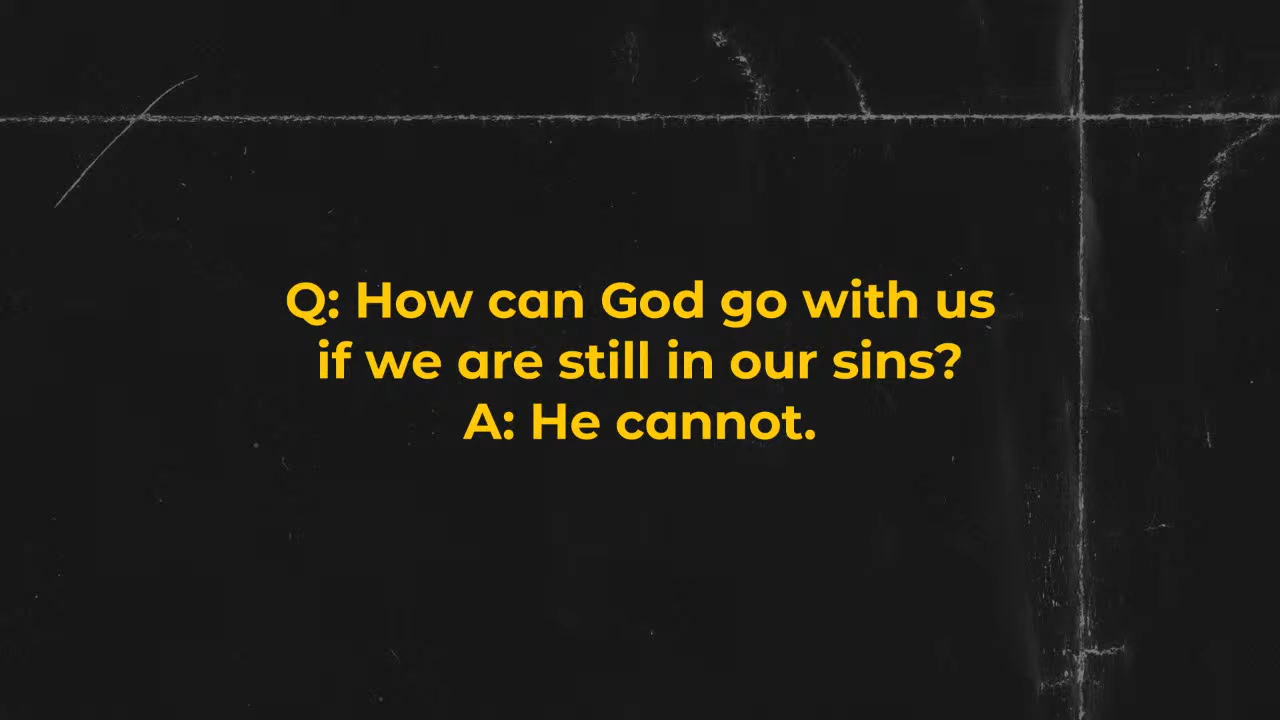 Q: How can God go with us
if we are still in our sins?
A: He cannot.